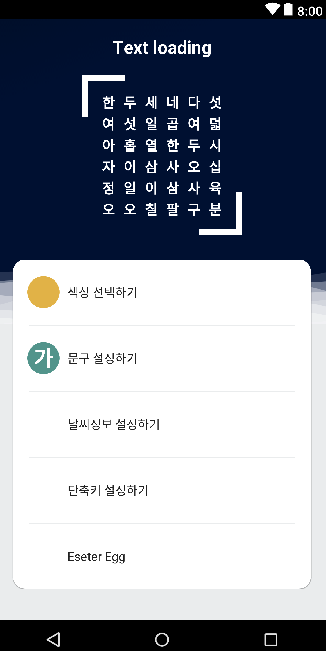 8:00
Text loading
한 두 세 네 다 섯
여 섯 일 곱 여 덟
아 홉 열 한 두 시
자 이 삼 사 오 십
정 일 이 삼 사 육
오 오 칠 팔 구 분
색상 선택하기
가 문구 설정하기
날씨정보 설정하기
단축키 설정하기
Eseter Egg